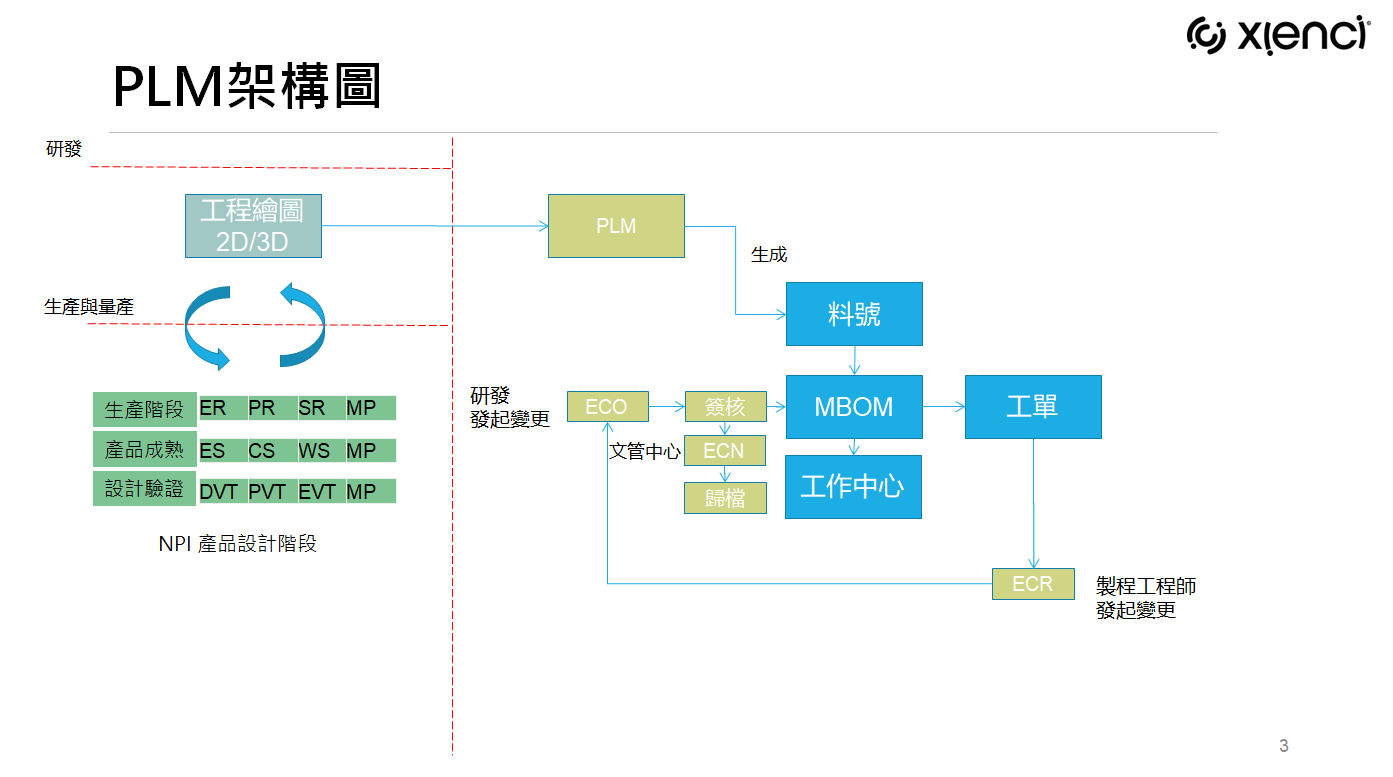 xienci
PLM架構圖
研發
工程繪圖
2D/3D
PLM
生成
料號
生產與量產
研發
發起變更
ECO
簽核
MBOM
工單
文管中心
ECN
歸檔
工作中心
生產階段 ER PR SR MP
產品成熟 ES CS WS MP
設計驗證 DVT PVT EVT MP
NPI 產品設計階段
ECR
製程工程師
發起變更
3